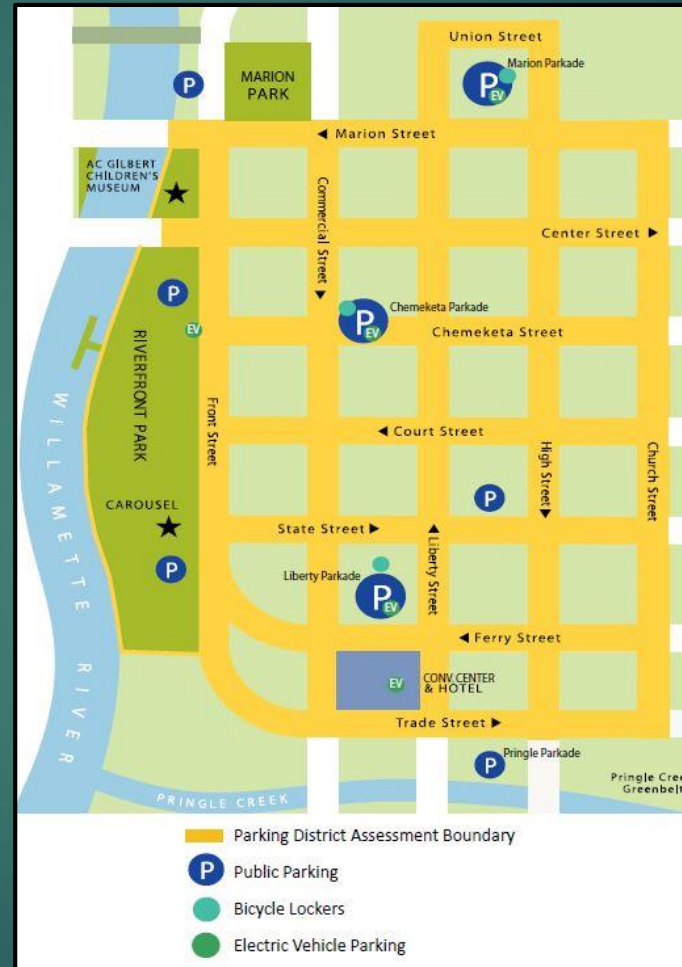 Union Street
Marion Parkade
P
EV
P
MARION
PARK
◄ Marion Street
AC GILBERT
CHILDREN'S
MUSEUM
Commercial Street ▼
Center Street ►
P
EV
Chemeketa Parkade
P
EV
Chemeketa Street
RIVERFRONT PARK
WILLAMETTE RIVER
Front Street
◄ Court Street
High Street ▼
Church Street
P
CAROUSEL
State Street ►
P
Liberty Parkade
P
EV
▲ Liberty Street
◄ Ferry Street
EV
CONV. CENTER
& HOTEL
Trade Street ►
P
Pringle Parkade
PRINGLE CREEK
Greenbelt
Parking District Assessment Boundary
P
Public Parking
Bicycle Lockers
Electric Vehicle Parking